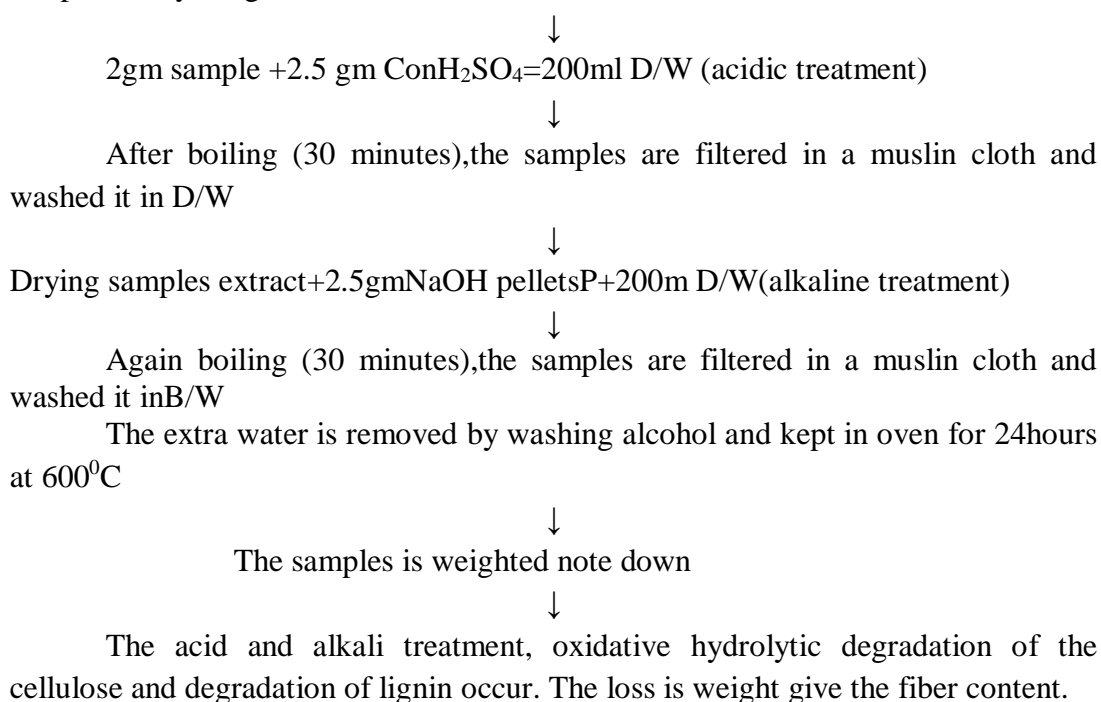 ↓
2gm sample +2.5 gm ConH₂SO₄=200ml D/W (acidic treatment)
↓
After boiling (30 minutes),the samples are filtered in a muslin cloth and
washed it in D/W
↓
Drying samples extract+2.5gmNaOH pelletsP+200m D/W(alkaline treatment)
↓
Again boiling (30 minutes),the samples are filtered in a muslin cloth and
washed it inB/W
The extra water is removed by washing alcohol and kept in oven for 24hours
at 600⁰C
↓
The samples is weighted note down
↓
The acid and alkali treatment, oxidative hydrolytic degradation of the
cellulose and degradation of lignin occur. The loss is weight give the fiber content.